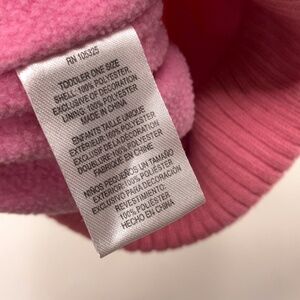 RN 105325
TODDLER ONE SIZE
SHELL: 100% POLYESTER,
EXCLUSIVE OF DECORATION
LINING: 100% POLYESTER
MADE IN CHINA
ENFANTS TAILLE UNIQUE
EXTÉRIEUR: 100% POLYESTER,
EXCLUSIF DE LA DÉCORATION
DOUBLURE: 100% POLYESTER
FABRIQUÉ EN CHINE
NIÑOS PEQUEÑOS UN TAMAÑO
EXTERIOR: 100% POLIÉSTER,
EXCLUSIVO PARA DECORACIÓN
REVESTIMIENTO:
100% POLIÉSTER
HECHO EN CHINA